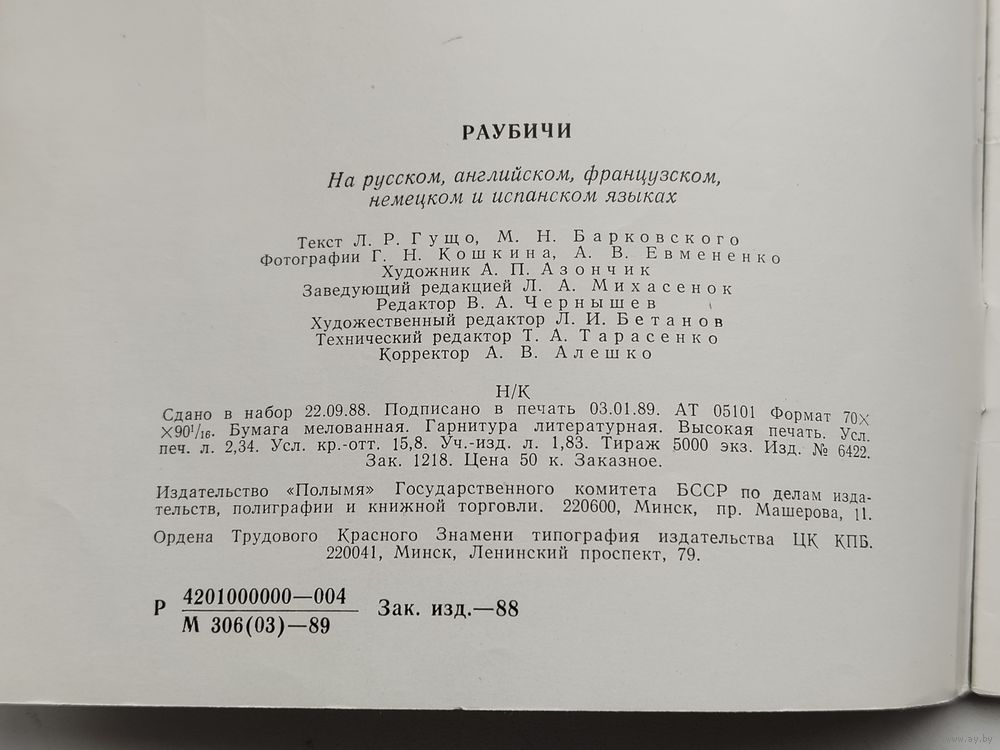 РАУБИЧИ
На русском, английском, французском,
немецком и испанском языках
Текст Л. Р. Гущо, М. Н. Барковского
Фотографии Г. Н. Кошкина, А. В. Евмененко
Художник А. П. Азончик
Заведующий редакцией Л. А. Михасенок
Редактор В. А. Чернышев
Художественный редактор Л. И. Бетанов
Технический редактор Т. А. Тарасенко
Корректор А. В. Алешко
Н/К
Сдано в набор 22.09.88. Подписано в печать 03.01.89. АТ 05101 Формат 70×
×90¹/₁₆. Бумага мелованная. Гарнитура литературная. Высокая печать. Усл.
печ. л. 2,34. Усл. кр.-отт. 15,8. Уч.-изд. л. 1,83. Тираж 5000 экз. Изд. № 6422.
Зак. 1218. Цена 50 к. Заказное.
Издательство «Полымя» Государственного комитета БССР по делам изда-
тельств, полиграфии и книжной торговли. 220600, Минск, пр. Машерова, 11.
Ордена Трудового Красного Знамени типография издательства ЦК КПБ.
220041, Минск, Ленинский проспект, 79.
Р 4201000000—004 Зак. изд.—88
М 306(03)—89
www.ay.by